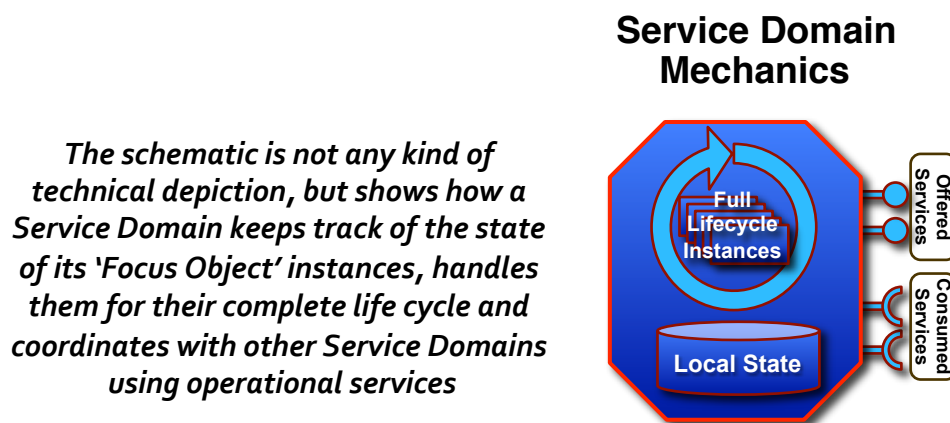 Service Domain
Mechanics
The schematic is not any kind of
technical depiction, but shows how a
Service Domain keeps track of the state
of its ‘Focus Object’ instances, handles
them for their complete life cycle and
coordinates with other Service Domains
using operational services
Full
Lifecycle
Instances
Local State
Offered
Services
Consumed
Services